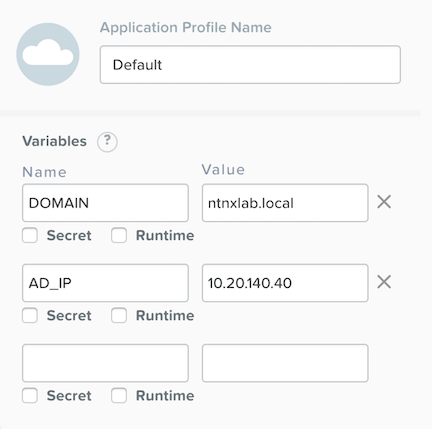 Application Profile Name
Default
Variables ?
Name Value
DOMAIN ntnxlab.local
Secret Runtime
AD_IP 10.20.140.40
Secret Runtime
Secret Runtime